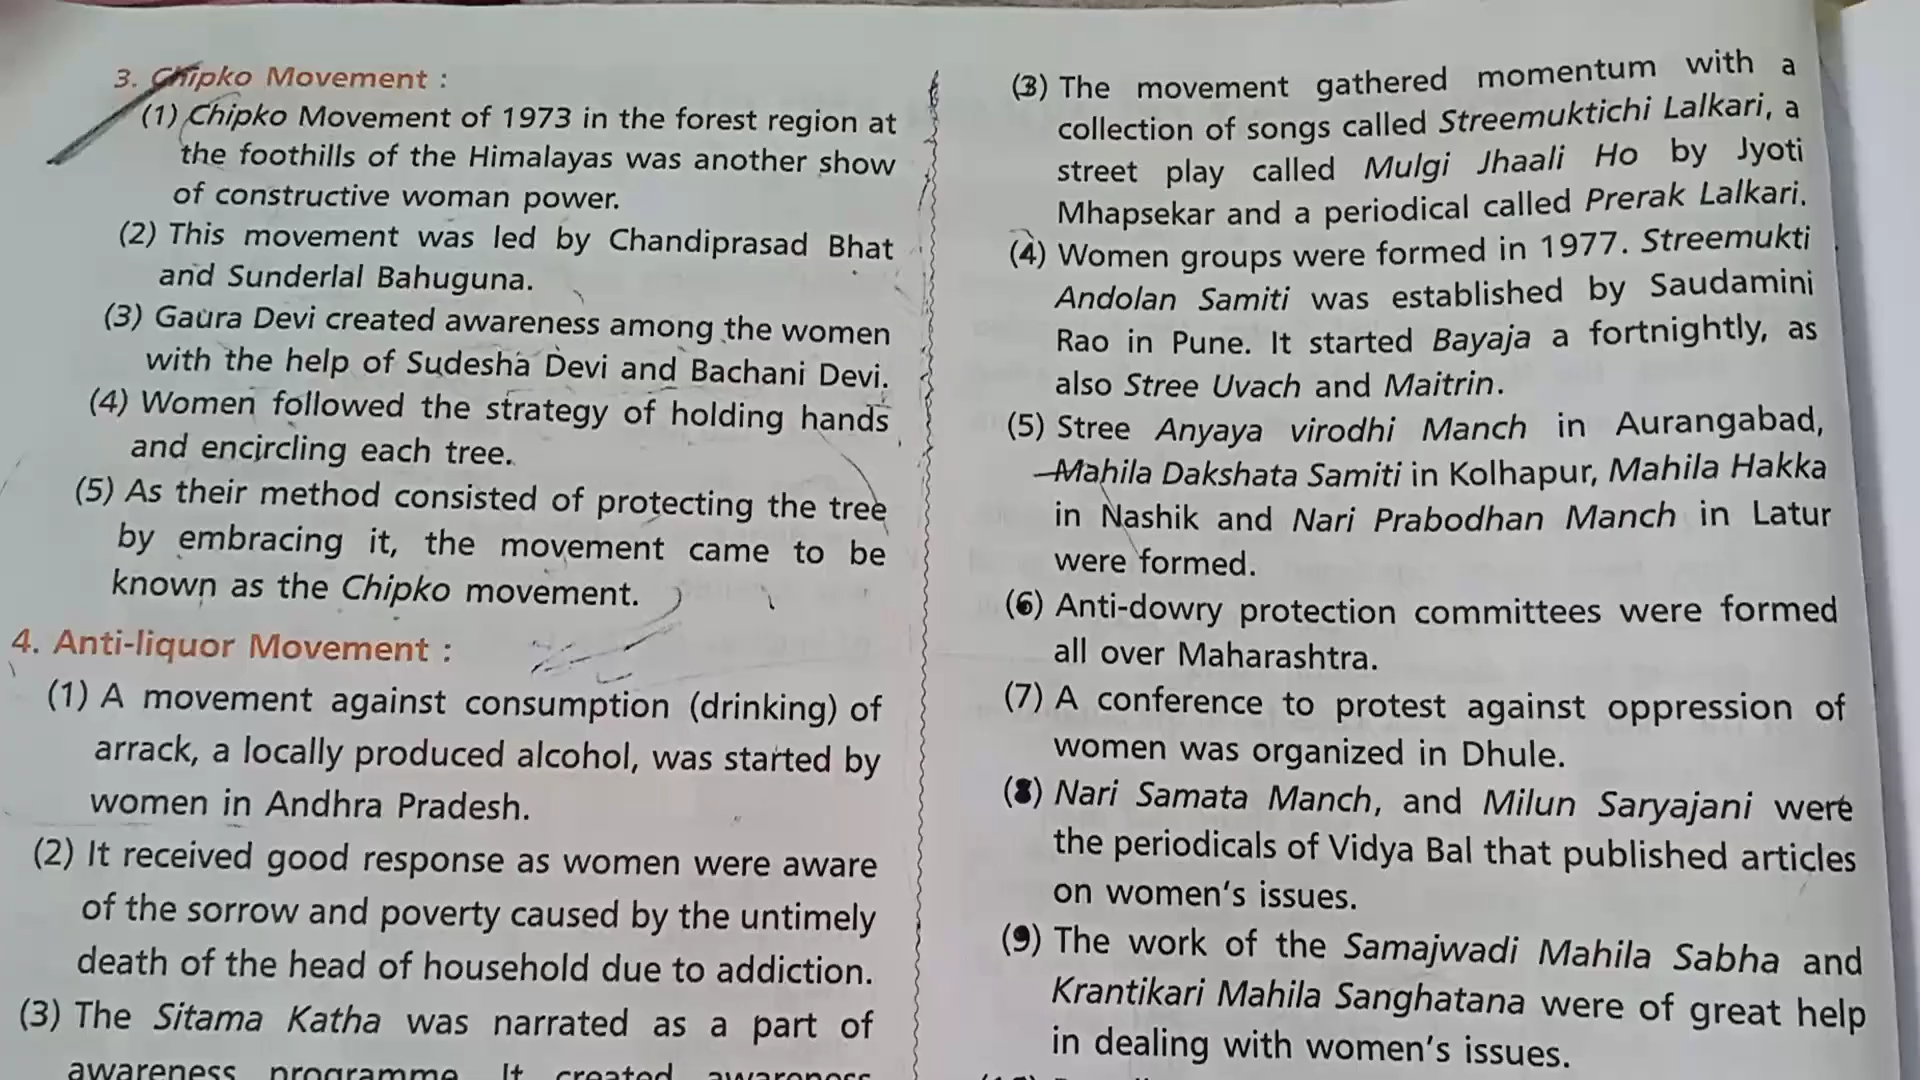 3. Chipko Movement :
(1) Chipko Movement of 1973 in the forest region at
the foothills of the Himalayas was another show
of constructive woman power.
(2) This movement was led by Chandiprasad Bhat
and Sunderlal Bahuguna.
(3) Gaura Devi created awareness among the women
with the help of Sudesha Devi and Bachani Devi.
(4) Women followed the strategy of holding hands
and encircling each tree.
(5) As their method consisted of protecting the tree
by embracing it, the movement came to be
known as the Chipko movement.
4. Anti-liquor Movement :
(1) A movement against consumption (drinking) of
arrack, a locally produced alcohol, was started by
women in Andhra Pradesh.
(2) It received good response as women were aware
of the sorrow and poverty caused by the untimely
death of the head of household due to addiction.
(3) The Sitama Katha was narrated as a part of
awareness programme. It created awareness
(3) The movement gathered momentum with a
collection of songs called Streemuktichi Lalkari, a
street play called Mulgi Jhaali Ho by Jyoti
Mhapsekar and a periodical called Prerak Lalkari.
(4) Women groups were formed in 1977. Streemukti
Andolan Samiti was established by Saudamini
Rao in Pune. It started Bayaja a fortnightly, as
also Stree Uvach and Maitrin.
(5) Stree Anyaya virodhi Manch in Aurangabad,
Mahila Dakshata Samiti in Kolhapur, Mahila Hakka
in Nashik and Nari Prabodhan Manch in Latur
were formed.
(6) Anti-dowry protection committees were formed
all over Maharashtra.
(7) A conference to protest against oppression of
women was organized in Dhule.
(8) Nari Samata Manch, and Milun Saryajani were
the periodicals of Vidya Bal that published articles
on women's issues.
(9) The work of the Samajwadi Mahila Sabha and
Krantikari Mahila Sanghatana were of great help
in dealing with women's issues.